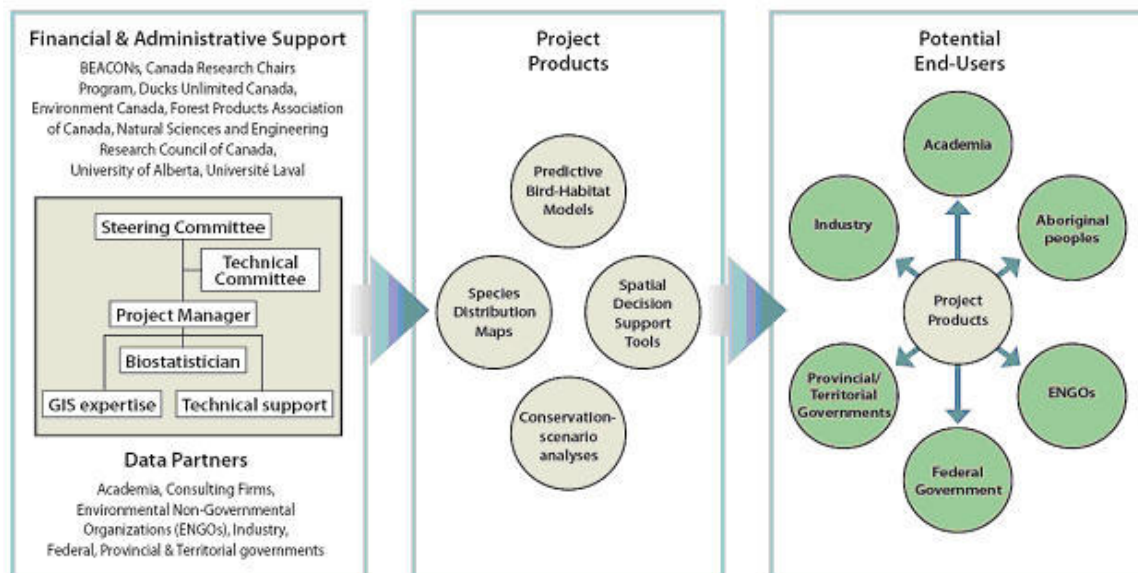 Financial & Administrative Support
BEACONs, Canada Research Chairs
Program, Ducks Unlimited Canada,
Environment Canada, Forest Products Association
of Canada, Natural Sciences and Engineering
Research Council of Canada,
University of Alberta, Université Laval
Steering Committee
Technical
Committee
Project Manager
Biostatistician
GIS expertise
Technical support
Data Partners
Academia, Consulting Firms,
Environmental Non-Governmental
Organizations (ENGOs), Industry,
Federal, Provincial & Territorial governments
Project
Products
Predictive
Bird-Habitat
Models
Species
Distribution
Maps
Spatial
Decision
Support
Tools
Conservation-
scenario
analyses
Potential
End-Users
Academia
Industry
Aboriginal
peoples
Project
Products
Provincial/
Territorial
Governments
ENGOs
Federal
Government